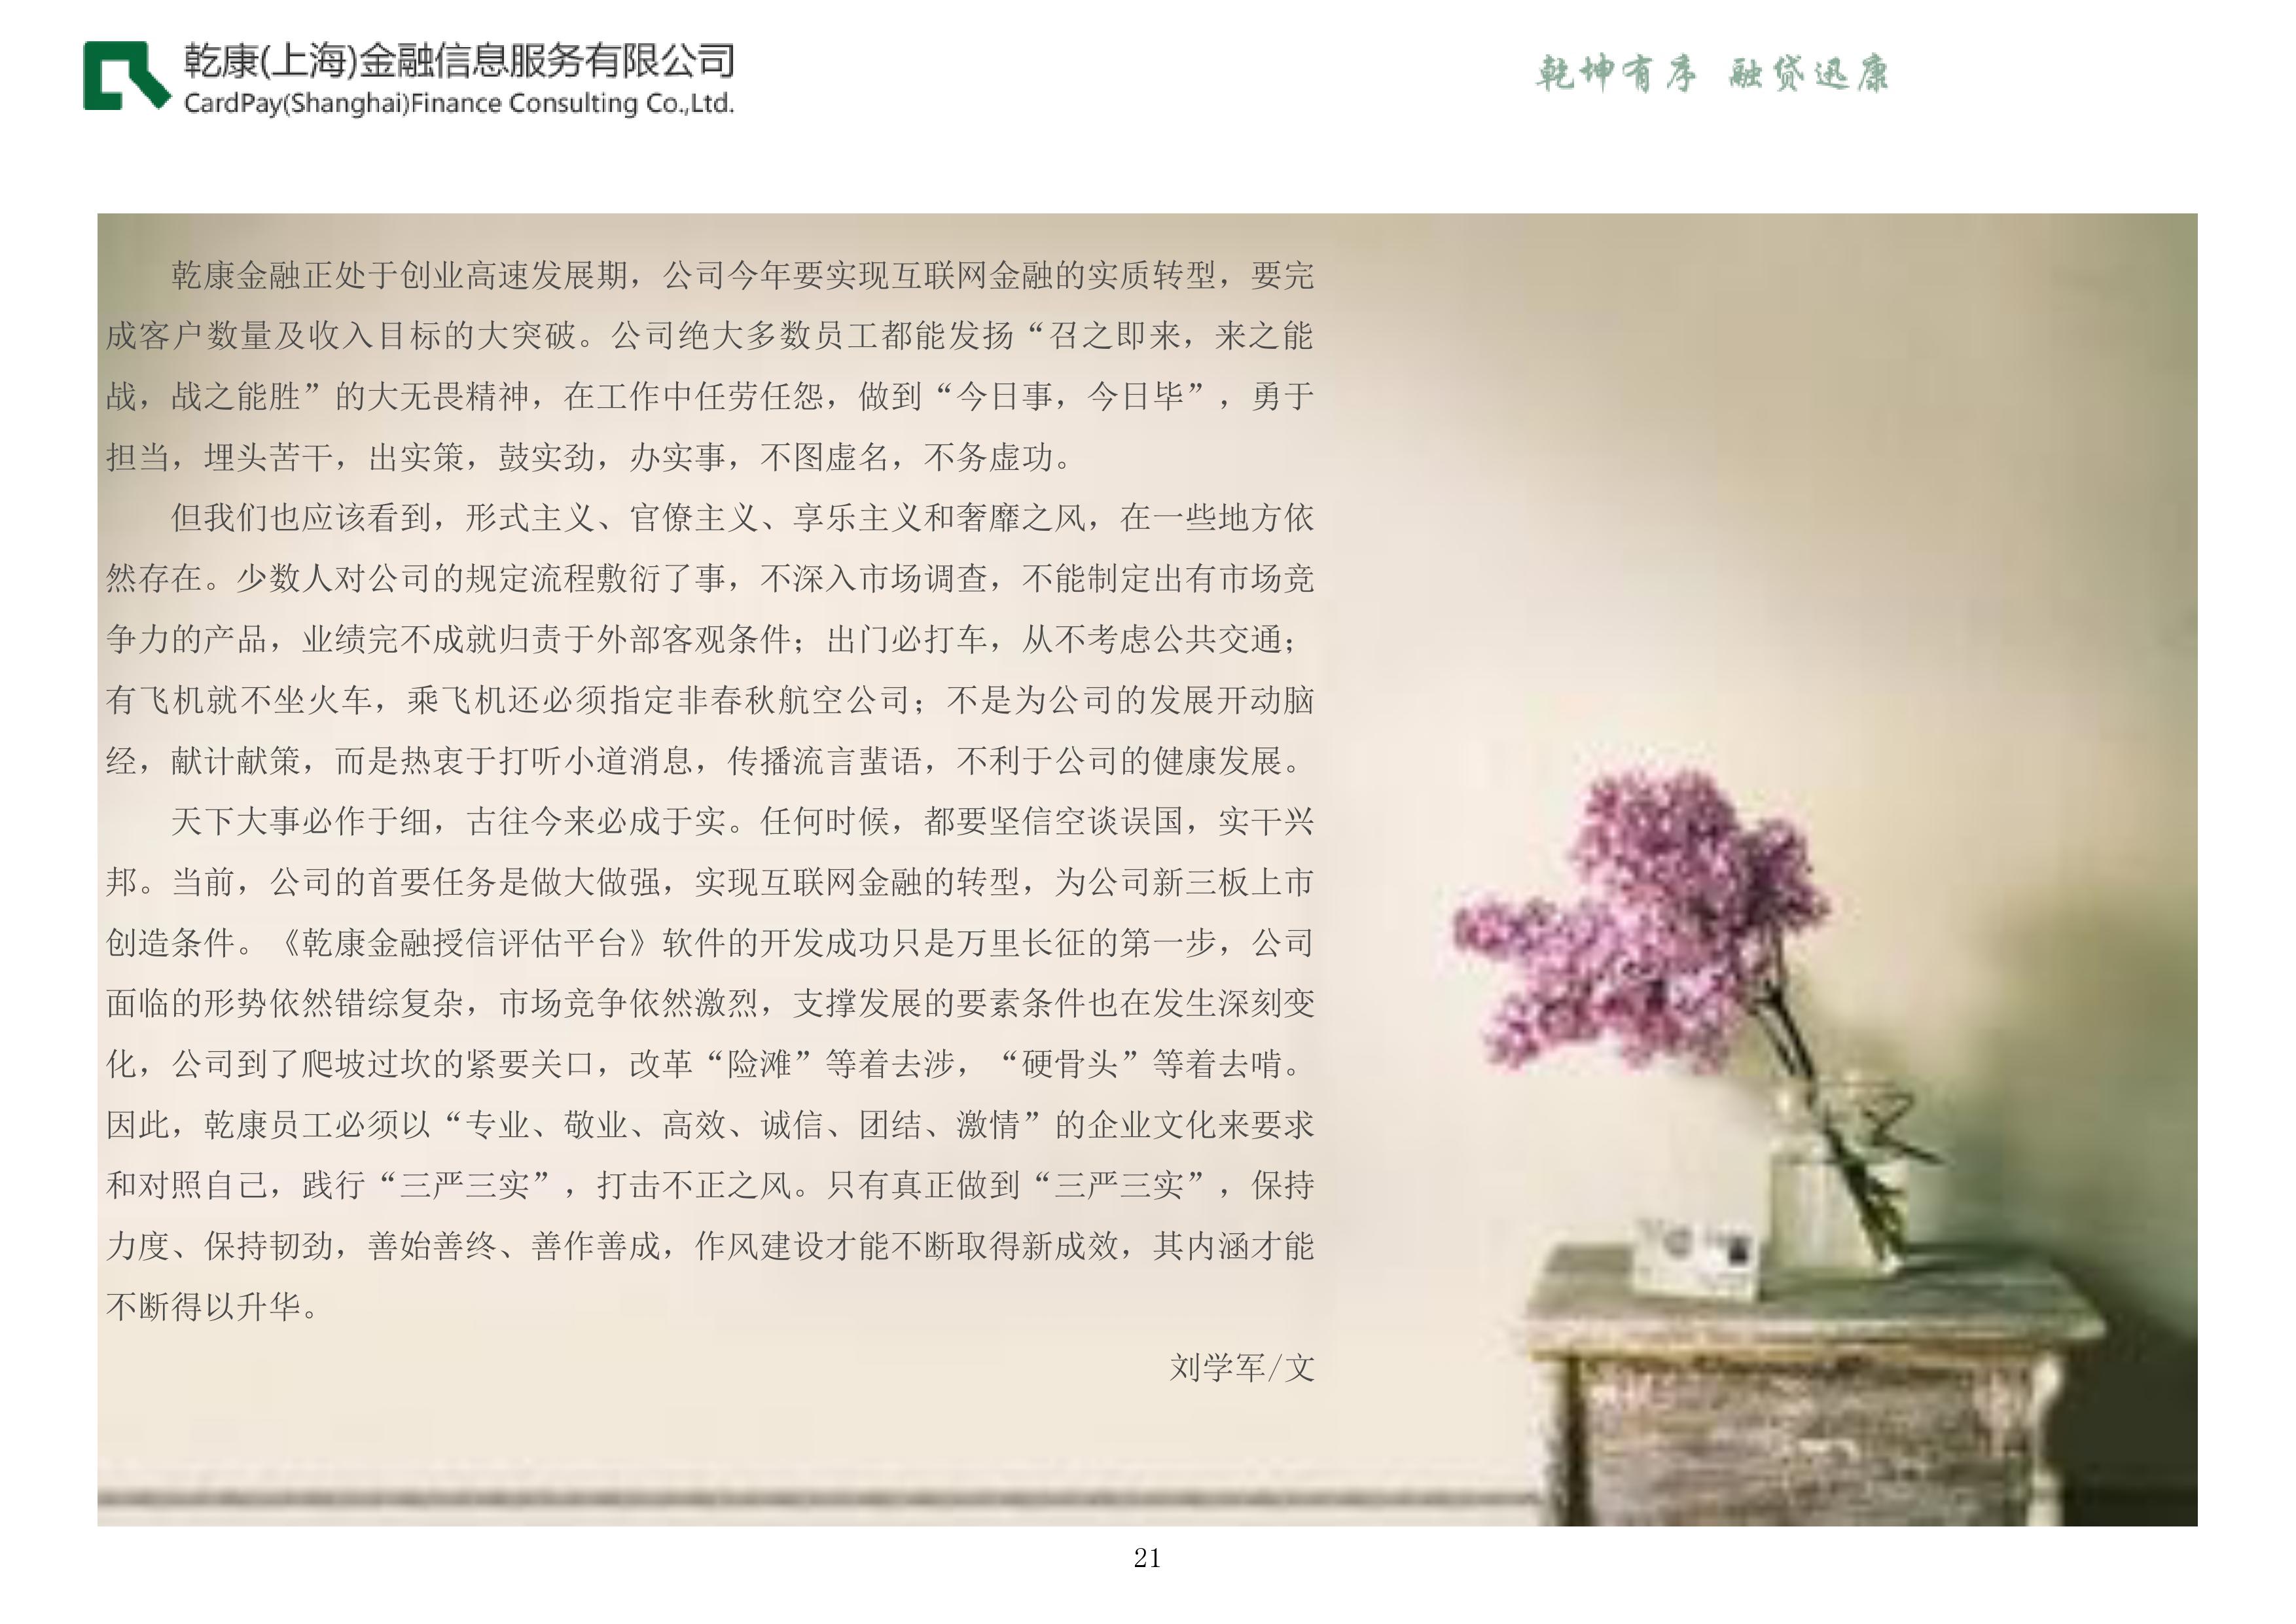 乾康(上海)金融信息服务有限公司
CardPay(Shanghai)Finance Consulting Co.,Ltd.
乾坤有序 融贷迅康
乾康金融正处于创业高速发展期，公司今年要实现互联网金融的实质转型，要完
成客户数量及收入目标的大突破。公司绝大多数员工都能发扬“召之即来，来之能
战，战之能胜”的大无畏精神，在工作中任劳任怨，做到“今日事，今日毕”，勇于
担当，埋头苦干，出实策，鼓实劲，办实事，不图虚名，不务虚功。
但我们也应该看到，形式主义、官僚主义、享乐主义和奢靡之风，在一些地方依
然存在。少数人对公司的规定流程敷衍了事，不深入市场调查，不能制定出有市场竞
争力的产品，业绩完不成就归责于外部客观条件；出门必打车，从不考虑公共交通；
有飞机就不坐火车，乘飞机还必须指定非春秋航空公司；不是为公司的发展开动脑
经，献计献策，而是热衷于打听小道消息，传播流言蜚语，不利于公司的健康发展。
天下大事必作于细，古往今来必成于实。任何时候，都要坚信空谈误国，实干兴
邦。当前，公司的首要任务是做大做强，实现互联网金融的转型，为公司新三板上市
创造条件。《乾康金融授信评估平台》软件的开发成功只是万里长征的第一步，公司
面临的形势依然错综复杂，市场竞争依然激烈，支撑发展的要素条件也在发生深刻变
化，公司到了爬坡过坎的紧要关口，改革“险滩”等着去涉，“硬骨头”等着去啃。
因此，乾康员工必须以“专业、敬业、高效、诚信、团结、激情”的企业文化来要求
和对照自己，践行“三严三实”，打击不正之风。只有真正做到“三严三实”，保持
力度、保持韧劲，善始善终、善作善成，作风建设才能不断取得新成效，其内涵才能
不断得以升华。
刘学军/文
21